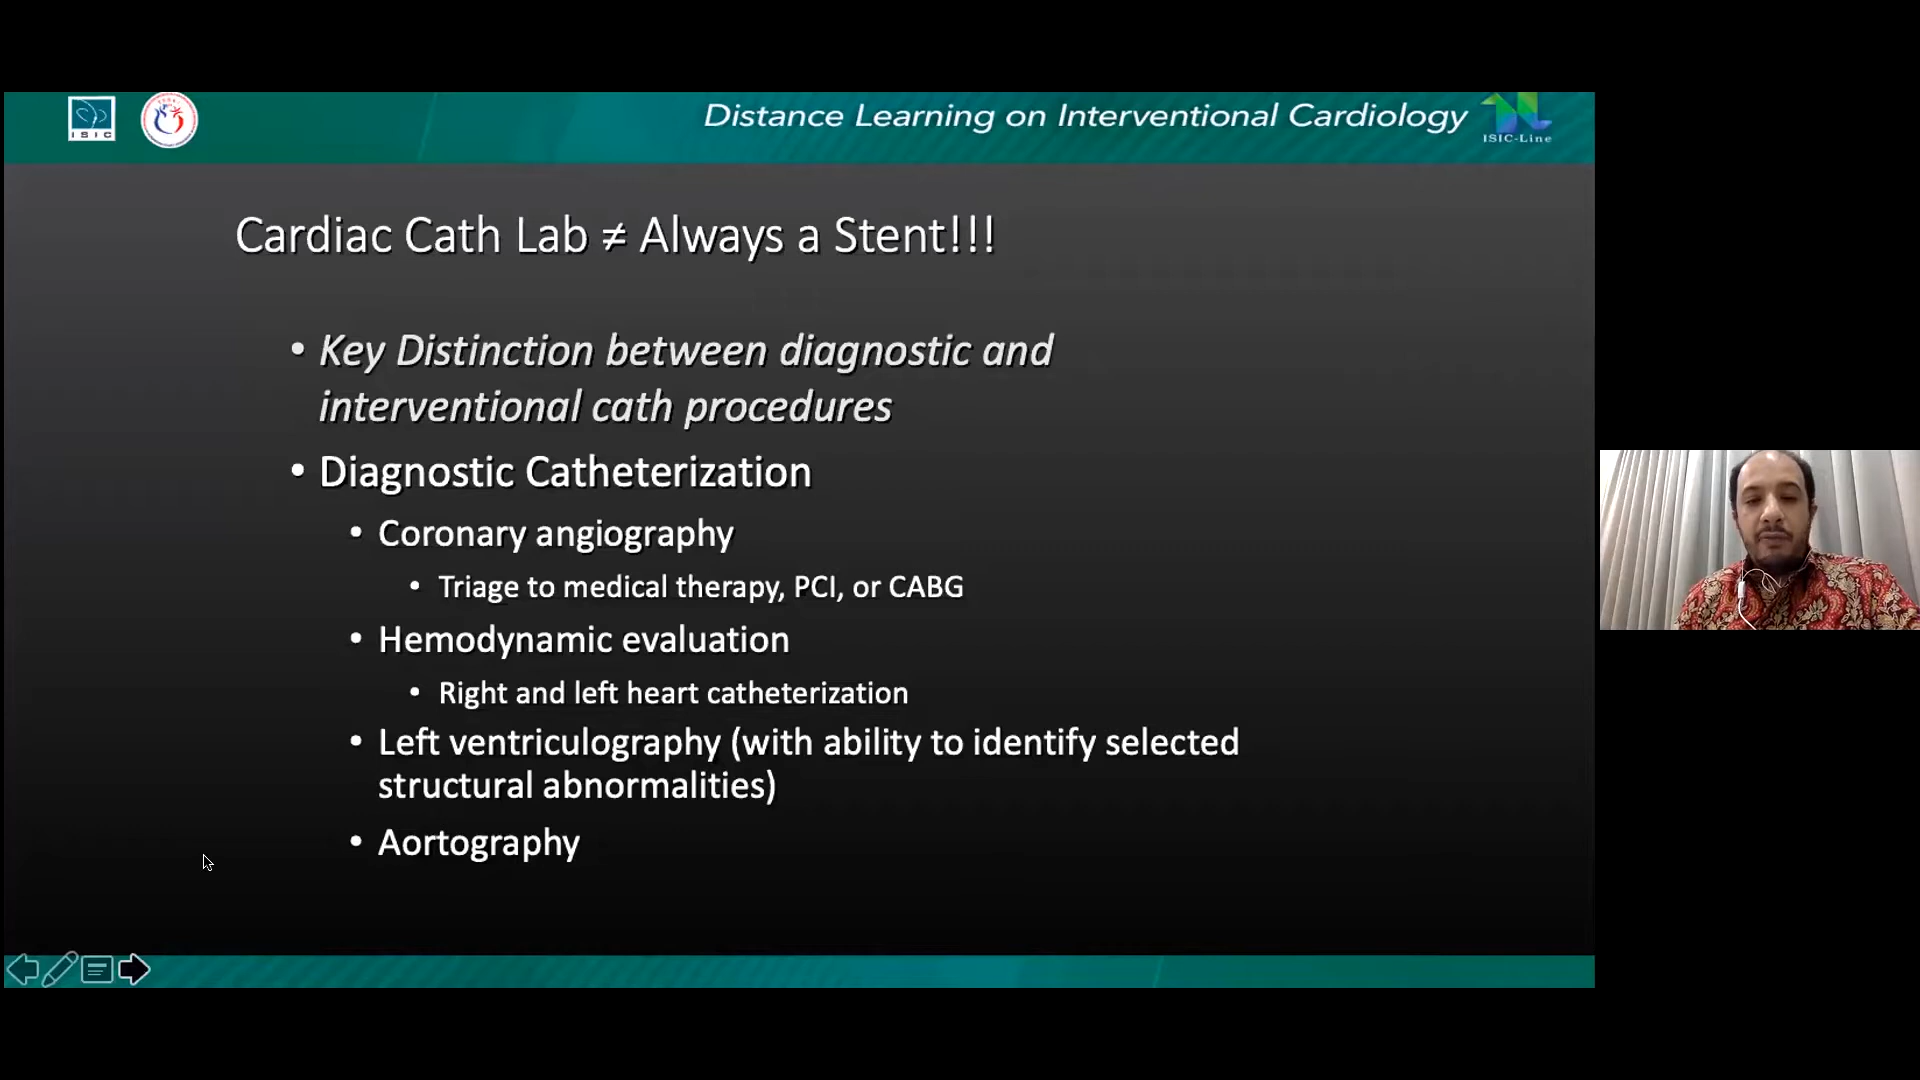 ISIC
Distance Learning on Interventional Cardiology
ISIC-Line
Cardiac Cath Lab ≠ Always a Stent!!!
• Key Distinction between diagnostic and
interventional cath procedures
• Diagnostic Catheterization
• Coronary angiography
• Triage to medical therapy, PCI, or CABG
• Hemodynamic evaluation
• Right and left heart catheterization
• Left ventriculography (with ability to identify selected
structural abnormalities)
• Aortography